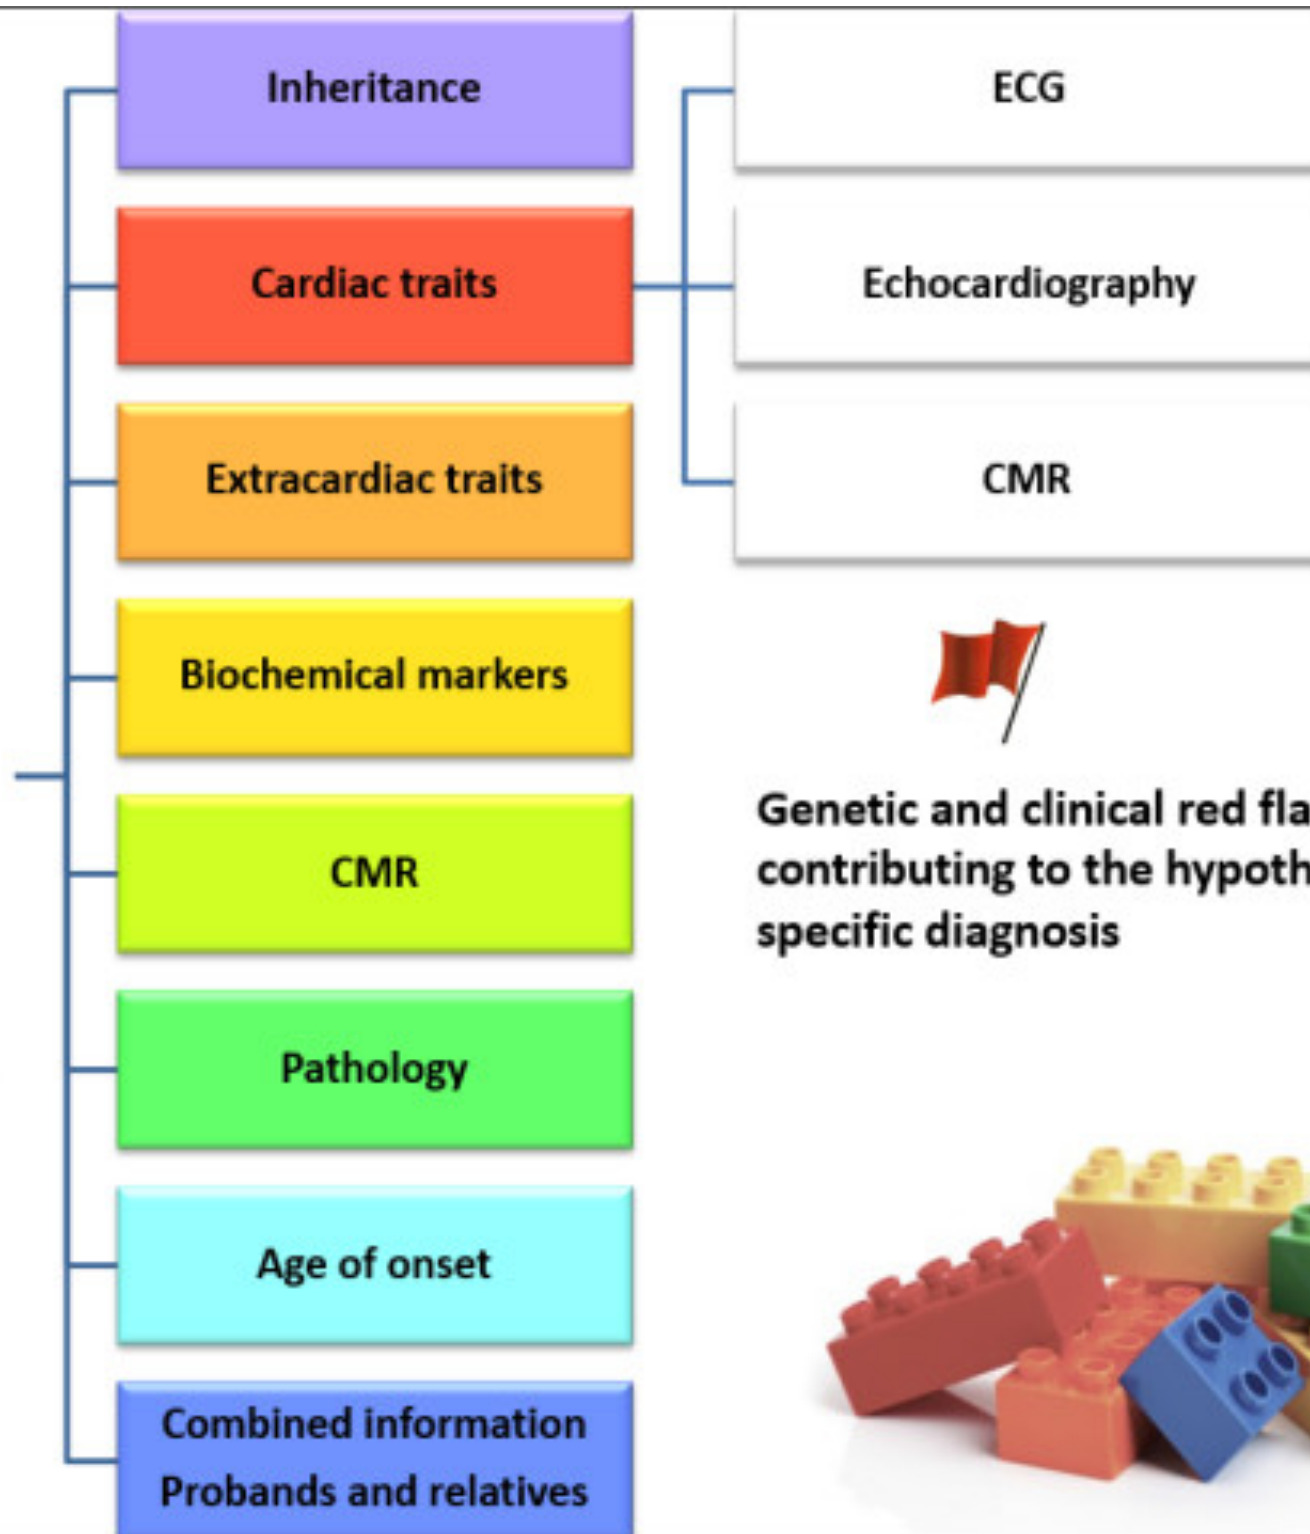 Inheritance
Cardiac traits
Extracardiac traits
Biochemical markers
CMR
Pathology
Age of onset
Combined information
Probands and relatives
ECG
Echocardiography
CMR
Genetic and clinical red
contributing to the
specific diagnosis